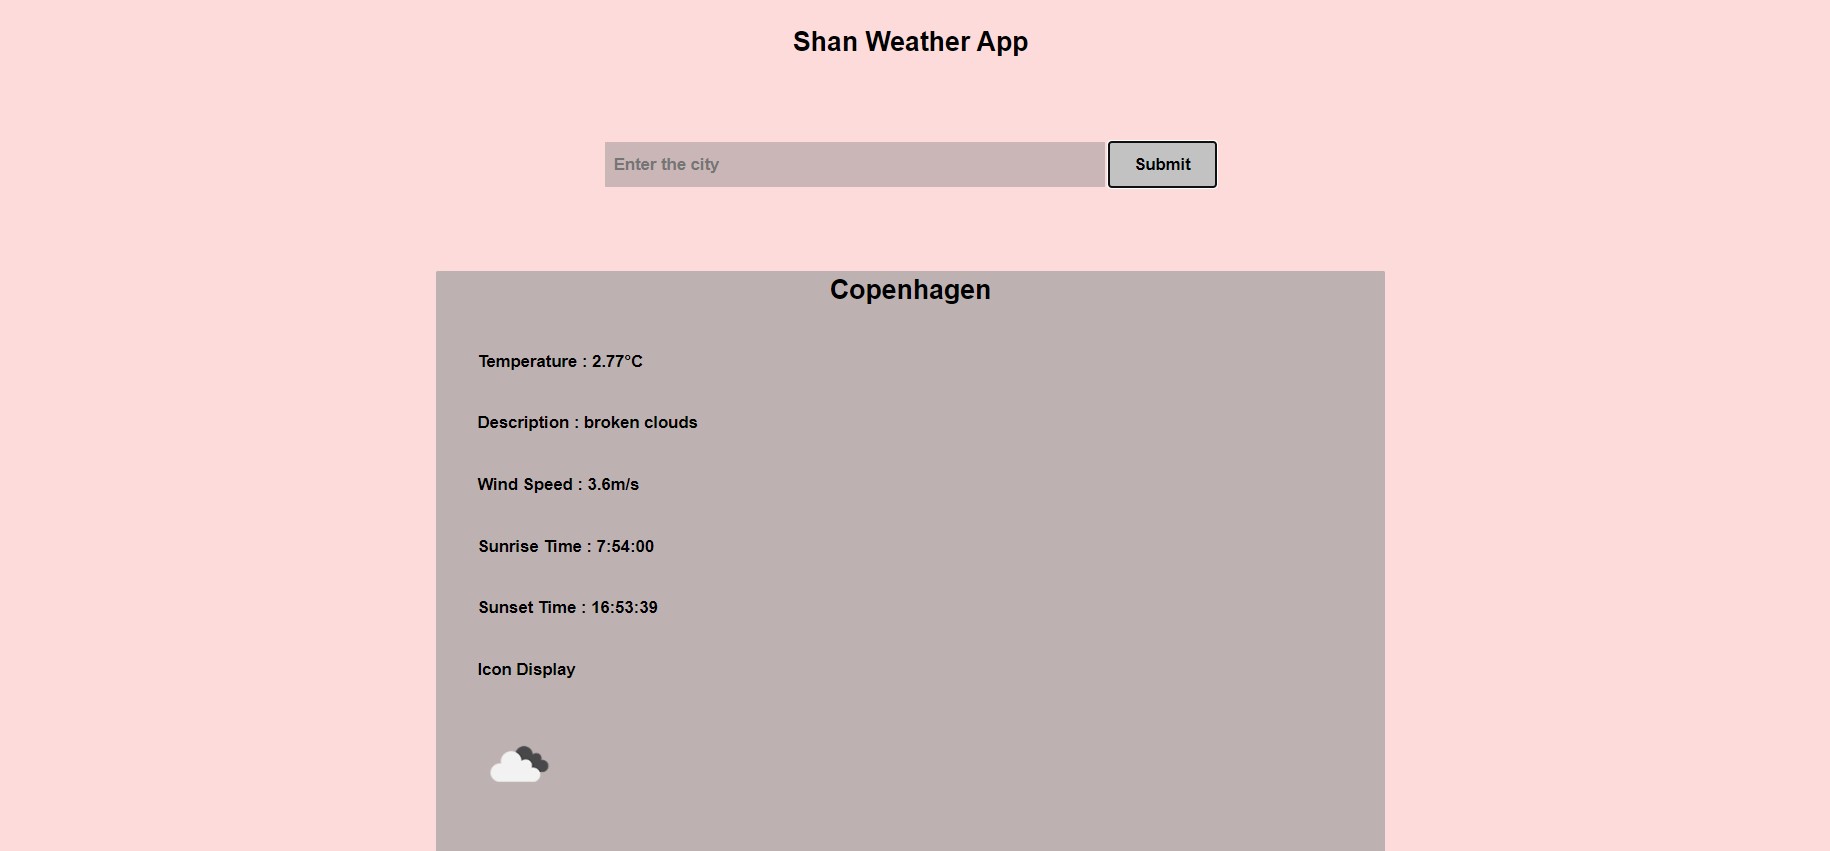 Shan Weather App
Enter the city
Submit
Copenhagen
Temperature : 2.77°C
Description : broken clouds
Wind Speed : 3.6m/s
Sunrise Time : 7:54:00
Sunset Time : 16:53:39
Icon Display